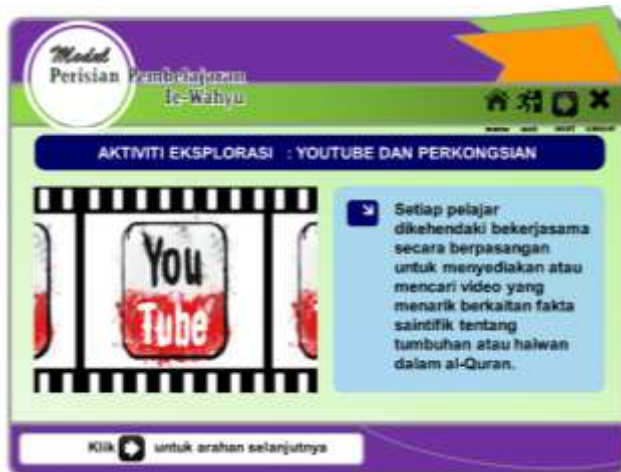 Model
Perisian Pembelajaran
Ie-Wahyu
AKTIVITI EKSPLORASI : YOUTUBE DAN PERKONGSIAN
You
Tube
Setiap pelajar
dikehendaki bekerjasama
secara berpasangan
untuk menyediakan atau
mencari video yang
menarik berkaitan fakta
saintifik tentang
tumbuhan atau haiwan
dalam al-Quran.
Klik untuk arahan selanjutnya